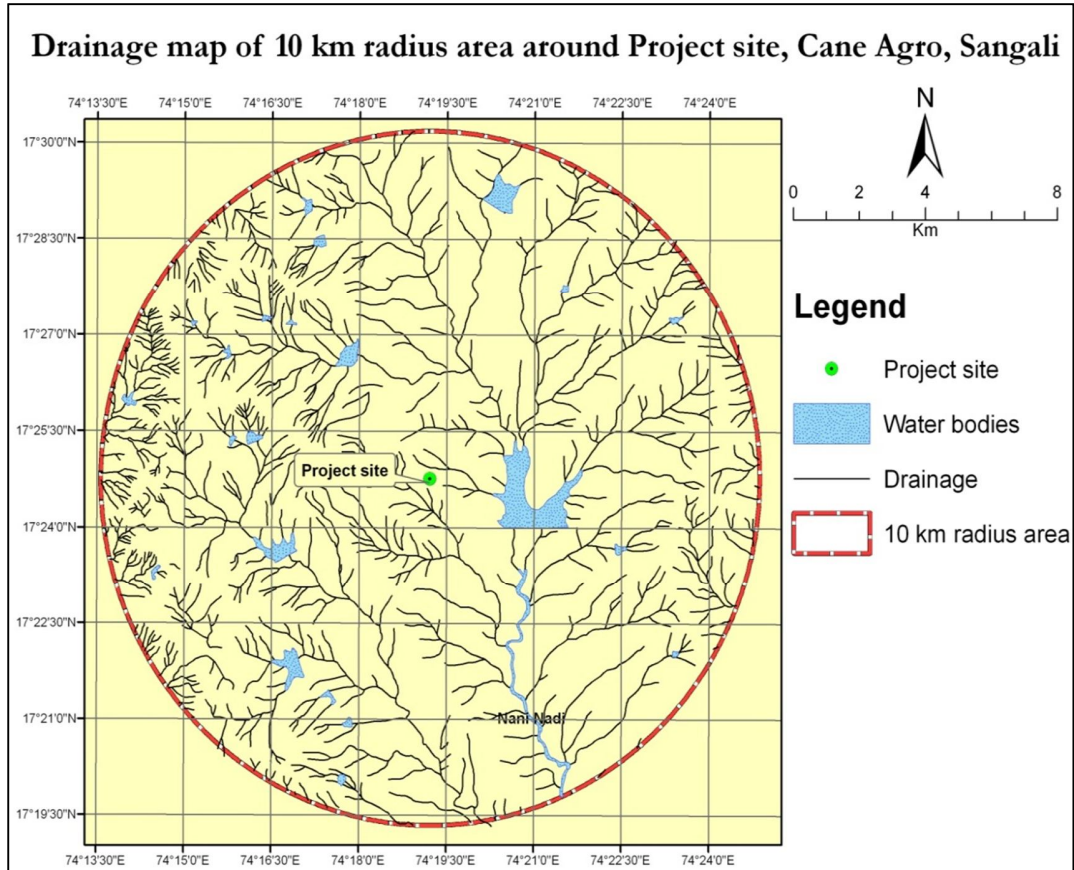 Drainage map of 10 km radius area around Project site, Cane Agro, Sangali
74°13'30"E 74°15'0"E 74°16'30"E 74°18'0"E 74°19'30"E 74°21'0"E 74°22'30"E 74°24'0"E
N
17°30'0"N
0 2 4 8
Km
17°28'30"N
Legend
17°27'0"N
Project site
Water bodies
17°25'30"N
Project site
Drainage
17°24'0"N
10 km radius area
17°22'30"N
17°21'0"N
Nani Nadi
17°19'30"N
74°13'30"E 74°15'0"E 74°16'30"E 74°18'0"E 74°19'30"E 74°21'0"E 74°22'30"E 74°24'0"E